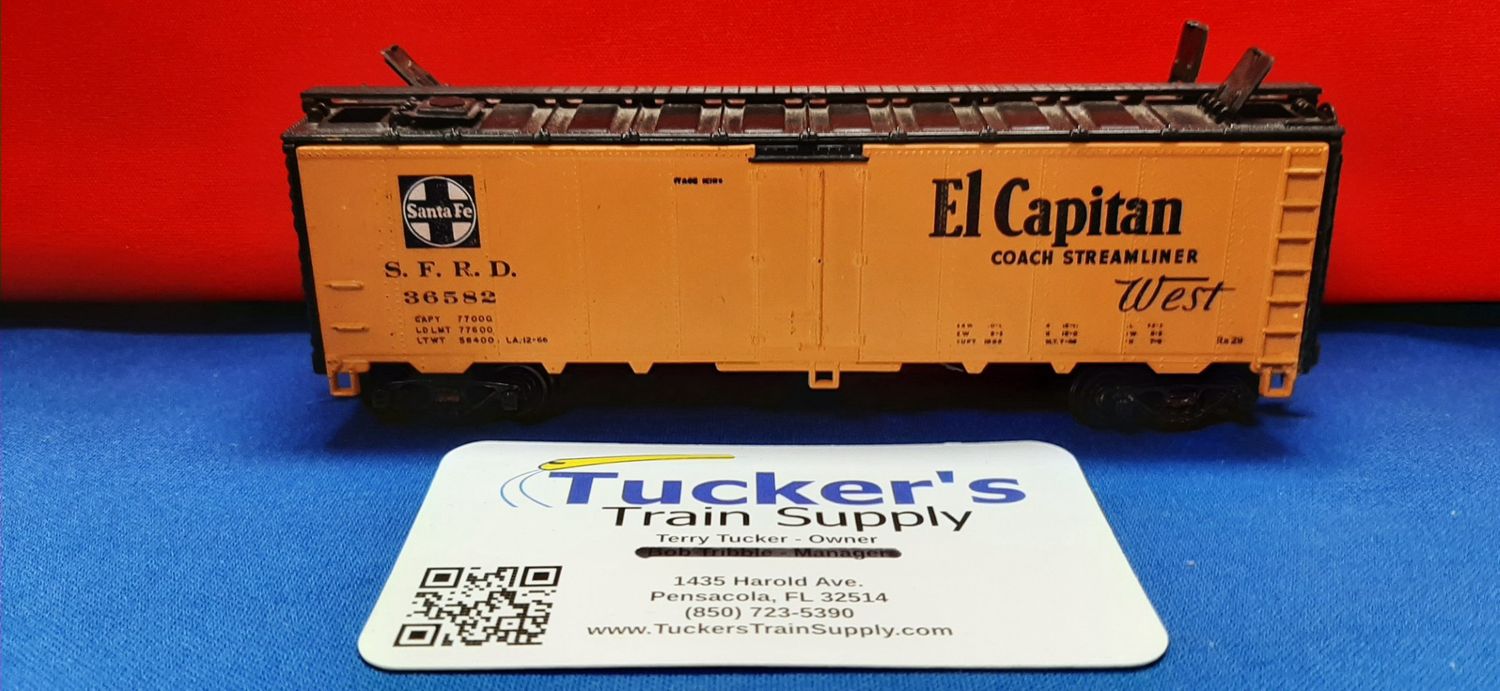 Santa Fe
S. F. R. D.
36582
CAPY 77000
LD LMT 77600
LT WT 58400 LA, 12-66
El Capitan
COACH STREAMLINER
West
Tucker's
Train Supply
Terry Tucker - Owner
Bob Tribble - Manager
1435 Harold Ave.
Pensacola, FL 32514
(850) 723-5390
www.TuckersTrainSupply.com